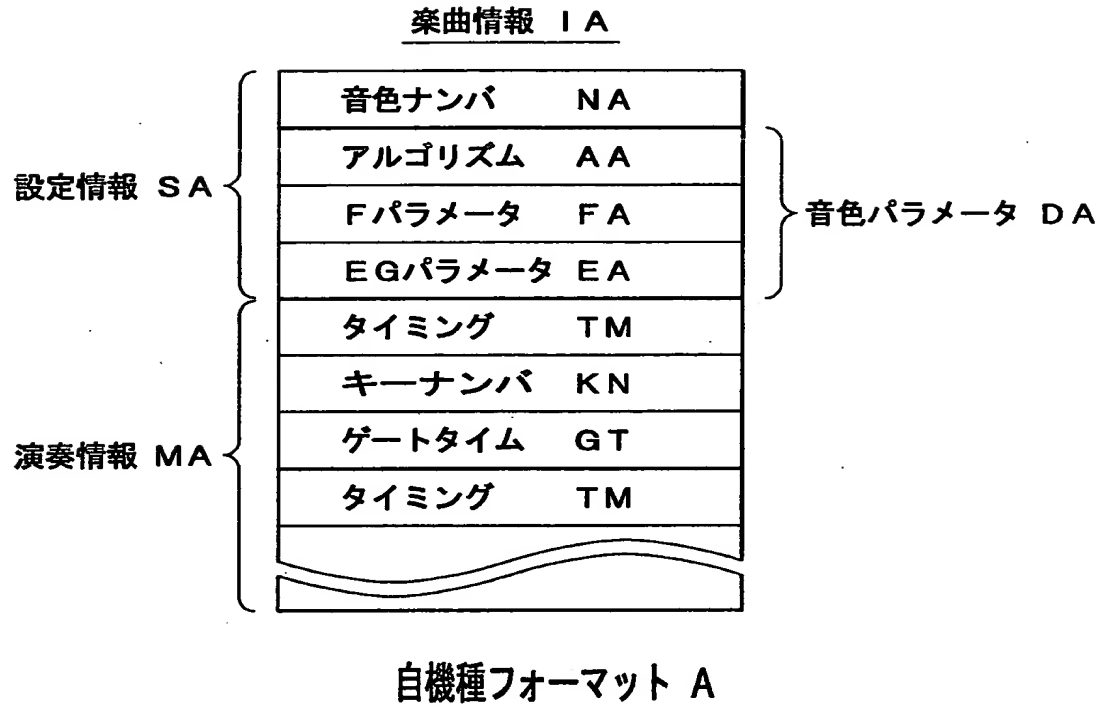 楽曲情報 IA
音色ナンバ NA
アルゴリズム AA
設定情報 SA
Fパラメータ FA
音色パラメータ DA
EGパラメータ EA
タイミング TM
キーナンバ KN
ゲートタイム GT
演奏情報 MA
タイミング TM
自機種フォーマット A